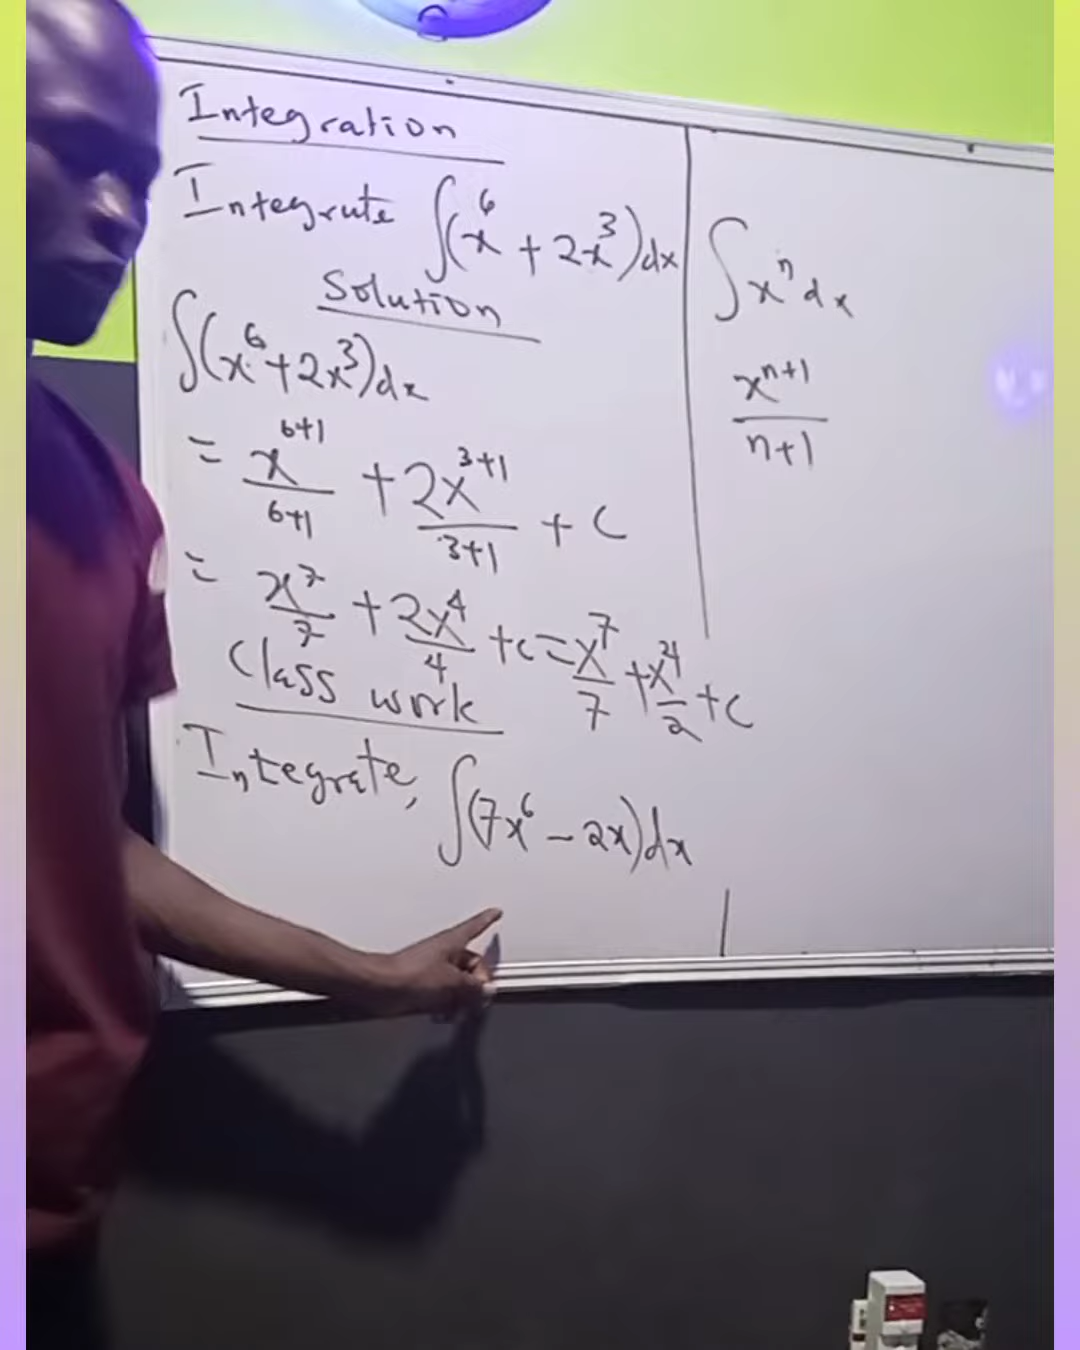 Integration
Integrate ∫(x⁶ + 2x³)dx
Solution
∫(x⁶+2x³)dx
= x⁶⁺¹/6+1 + 2x³⁺¹/3+1 + c
= x⁷/7 + 2x⁴/4 + c = x⁷/7 + x⁴/2 + c
Class work
Integrate, ∫(7x⁶ − 2x)dx
∫xⁿdx
xⁿ⁺¹/n+1